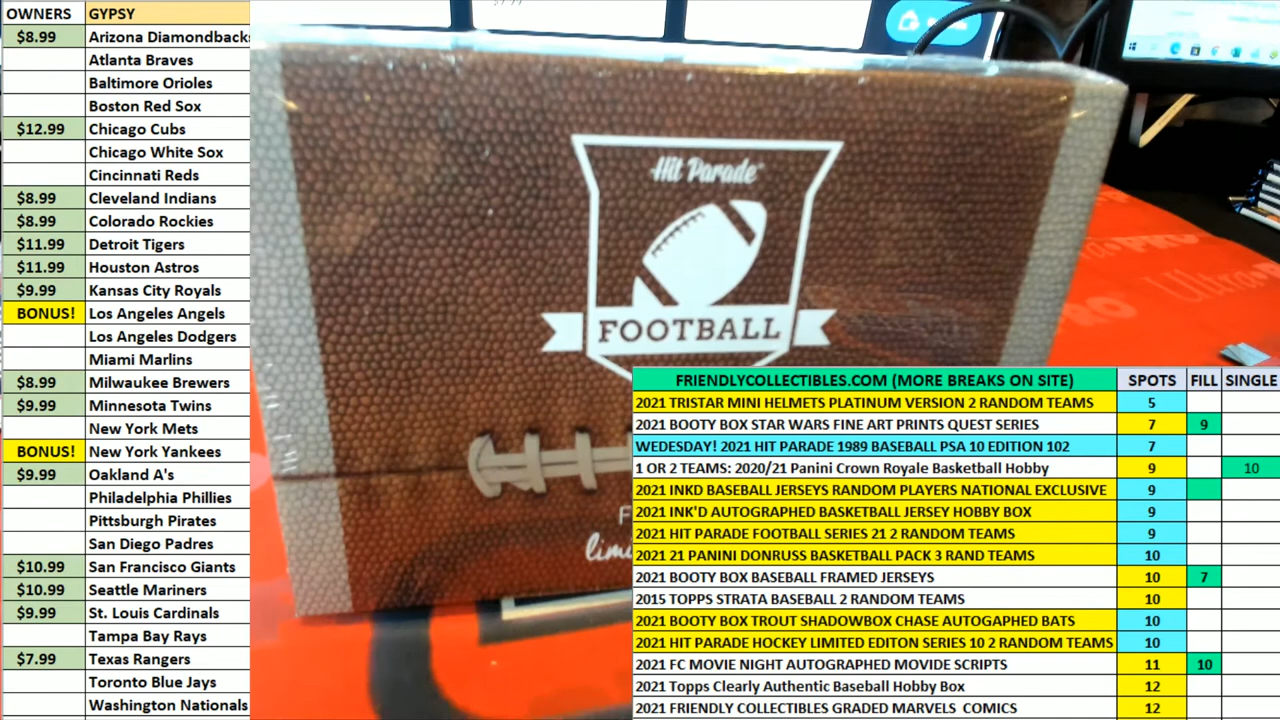 OWNERS GYPSY
$8.99 Arizona Diamondbacks
Atlanta Braves
Baltimore Orioles
Boston Red Sox
$12.99 Chicago Cubs
Chicago White Sox
Cincinnati Reds
$8.99 Cleveland Indians
$8.99 Colorado Rockies
$11.99 Detroit Tigers
$11.99 Houston Astros
$9.99 Kansas City Royals
BONUS! Los Angeles Angels
Los Angeles Dodgers
Miami Marlins
$8.99 Milwaukee Brewers
$9.99 Minnesota Twins
New York Mets
BONUS! New York Yankees
$9.99 Oakland A's
Philadelphia Phillies
Pittsburgh Pirates
San Diego Padres
$10.99 San Francisco Giants
$10.99 Seattle Mariners
$9.99 St. Louis Cardinals
Tampa Bay Rays
$7.99 Texas Rangers
Toronto Blue Jays
Washington Nationals
Hit Parade
FOOTBALL
Ultra PRO
FRIENDLYCOLLECTIBLES.COM (MORE BREAKS ON SITE) SPOTS FILL SINGLE
2021 TRISTAR MINI HELMETS PLATINUM VERSION 2 RANDOM TEAMS 5
2021 BOOTY BOX STAR WARS FINE ART PRINTS QUEST SERIES 7 9
WEDESDAY! 2021 HIT PARADE 1989 BASEBALL PSA 10 EDITION 102 7
1 OR 2 TEAMS: 2020/21 Panini Crown Royale Basketball Hobby 9 10
2021 INKD BASEBALL JERSEYS RANDOM PLAYERS NATIONAL EXCLUSIVE 9
2021 INK'D AUTOGRAPHED BASKETBALL JERSEY HOBBY BOX 9
2021 HIT PARADE FOOTBALL SERIES 21 2 RANDOM TEAMS 9
2021 21 PANINI DONRUSS BASKETBALL PACK 3 RAND TEAMS 10
2021 BOOTY BOX BASEBALL FRAMED JERSEYS 10 7
2015 TOPPS STRATA BASEBALL 2 RANDOM TEAMS 10
2021 BOOTY BOX TROUT SHADOWBOX CHASE AUTOGAPHED BATS 10
2021 HIT PARADE HOCKEY LIMITED EDITON SERIES 10 2 RANDOM TEAMS 10
2021 FC MOVIE NIGHT AUTOGRAPHED MOVIDE SCRIPTS 11 10
2021 Topps Clearly Authentic Baseball Hobby Box 12
2021 FRIENDLY COLLECTIBLES GRADED MARVELS COMICS 12